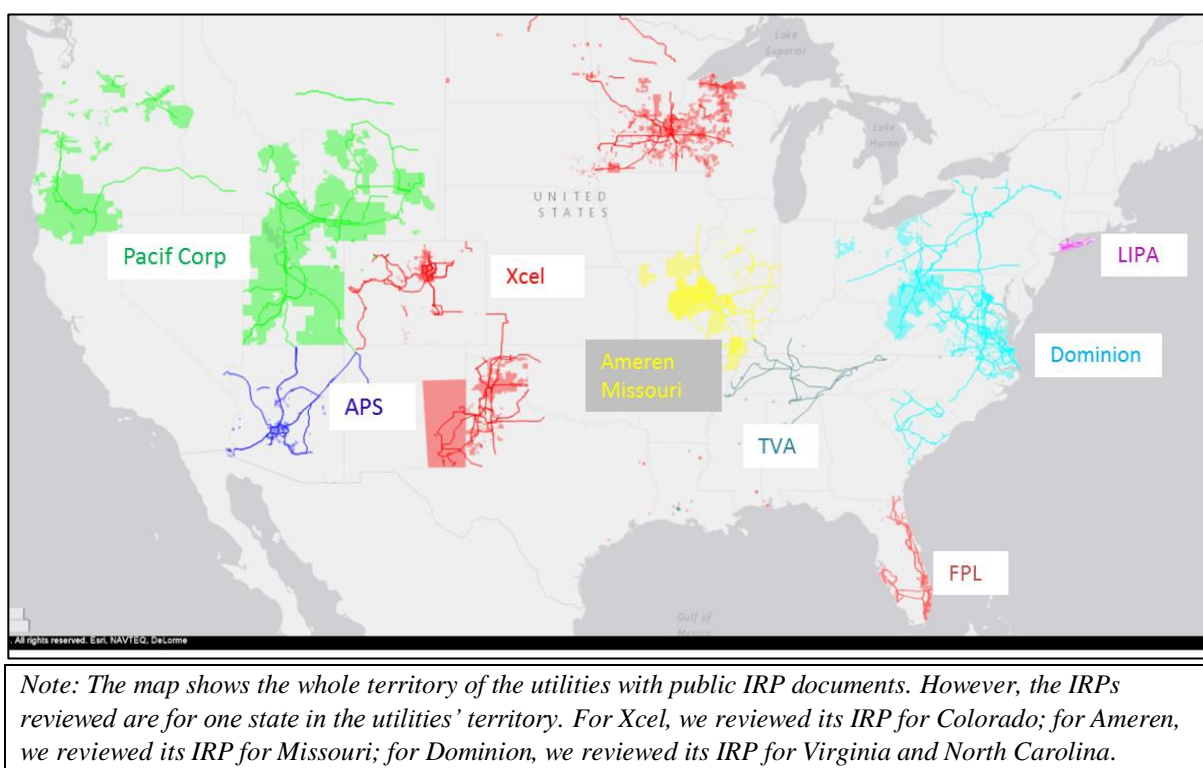 Lake
Superior
Lake
Huron
UNITED
STATES
Pacif Corp
Xcel
LIPA
Dominion
Ameren
Missouri
APS
TVA
FPL
Gulf of
Mexico
. All rights reserved. Esri, NAVTEQ, DeLorme
Note: The map shows the whole territory of the utilities with public IRP documents. However, the IRPs
reviewed are for one state in the utilities’ territory. For Xcel, we reviewed its IRP for Colorado; for Ameren,
we reviewed its IRP for Missouri; for Dominion, we reviewed its IRP for Virginia and North Carolina.